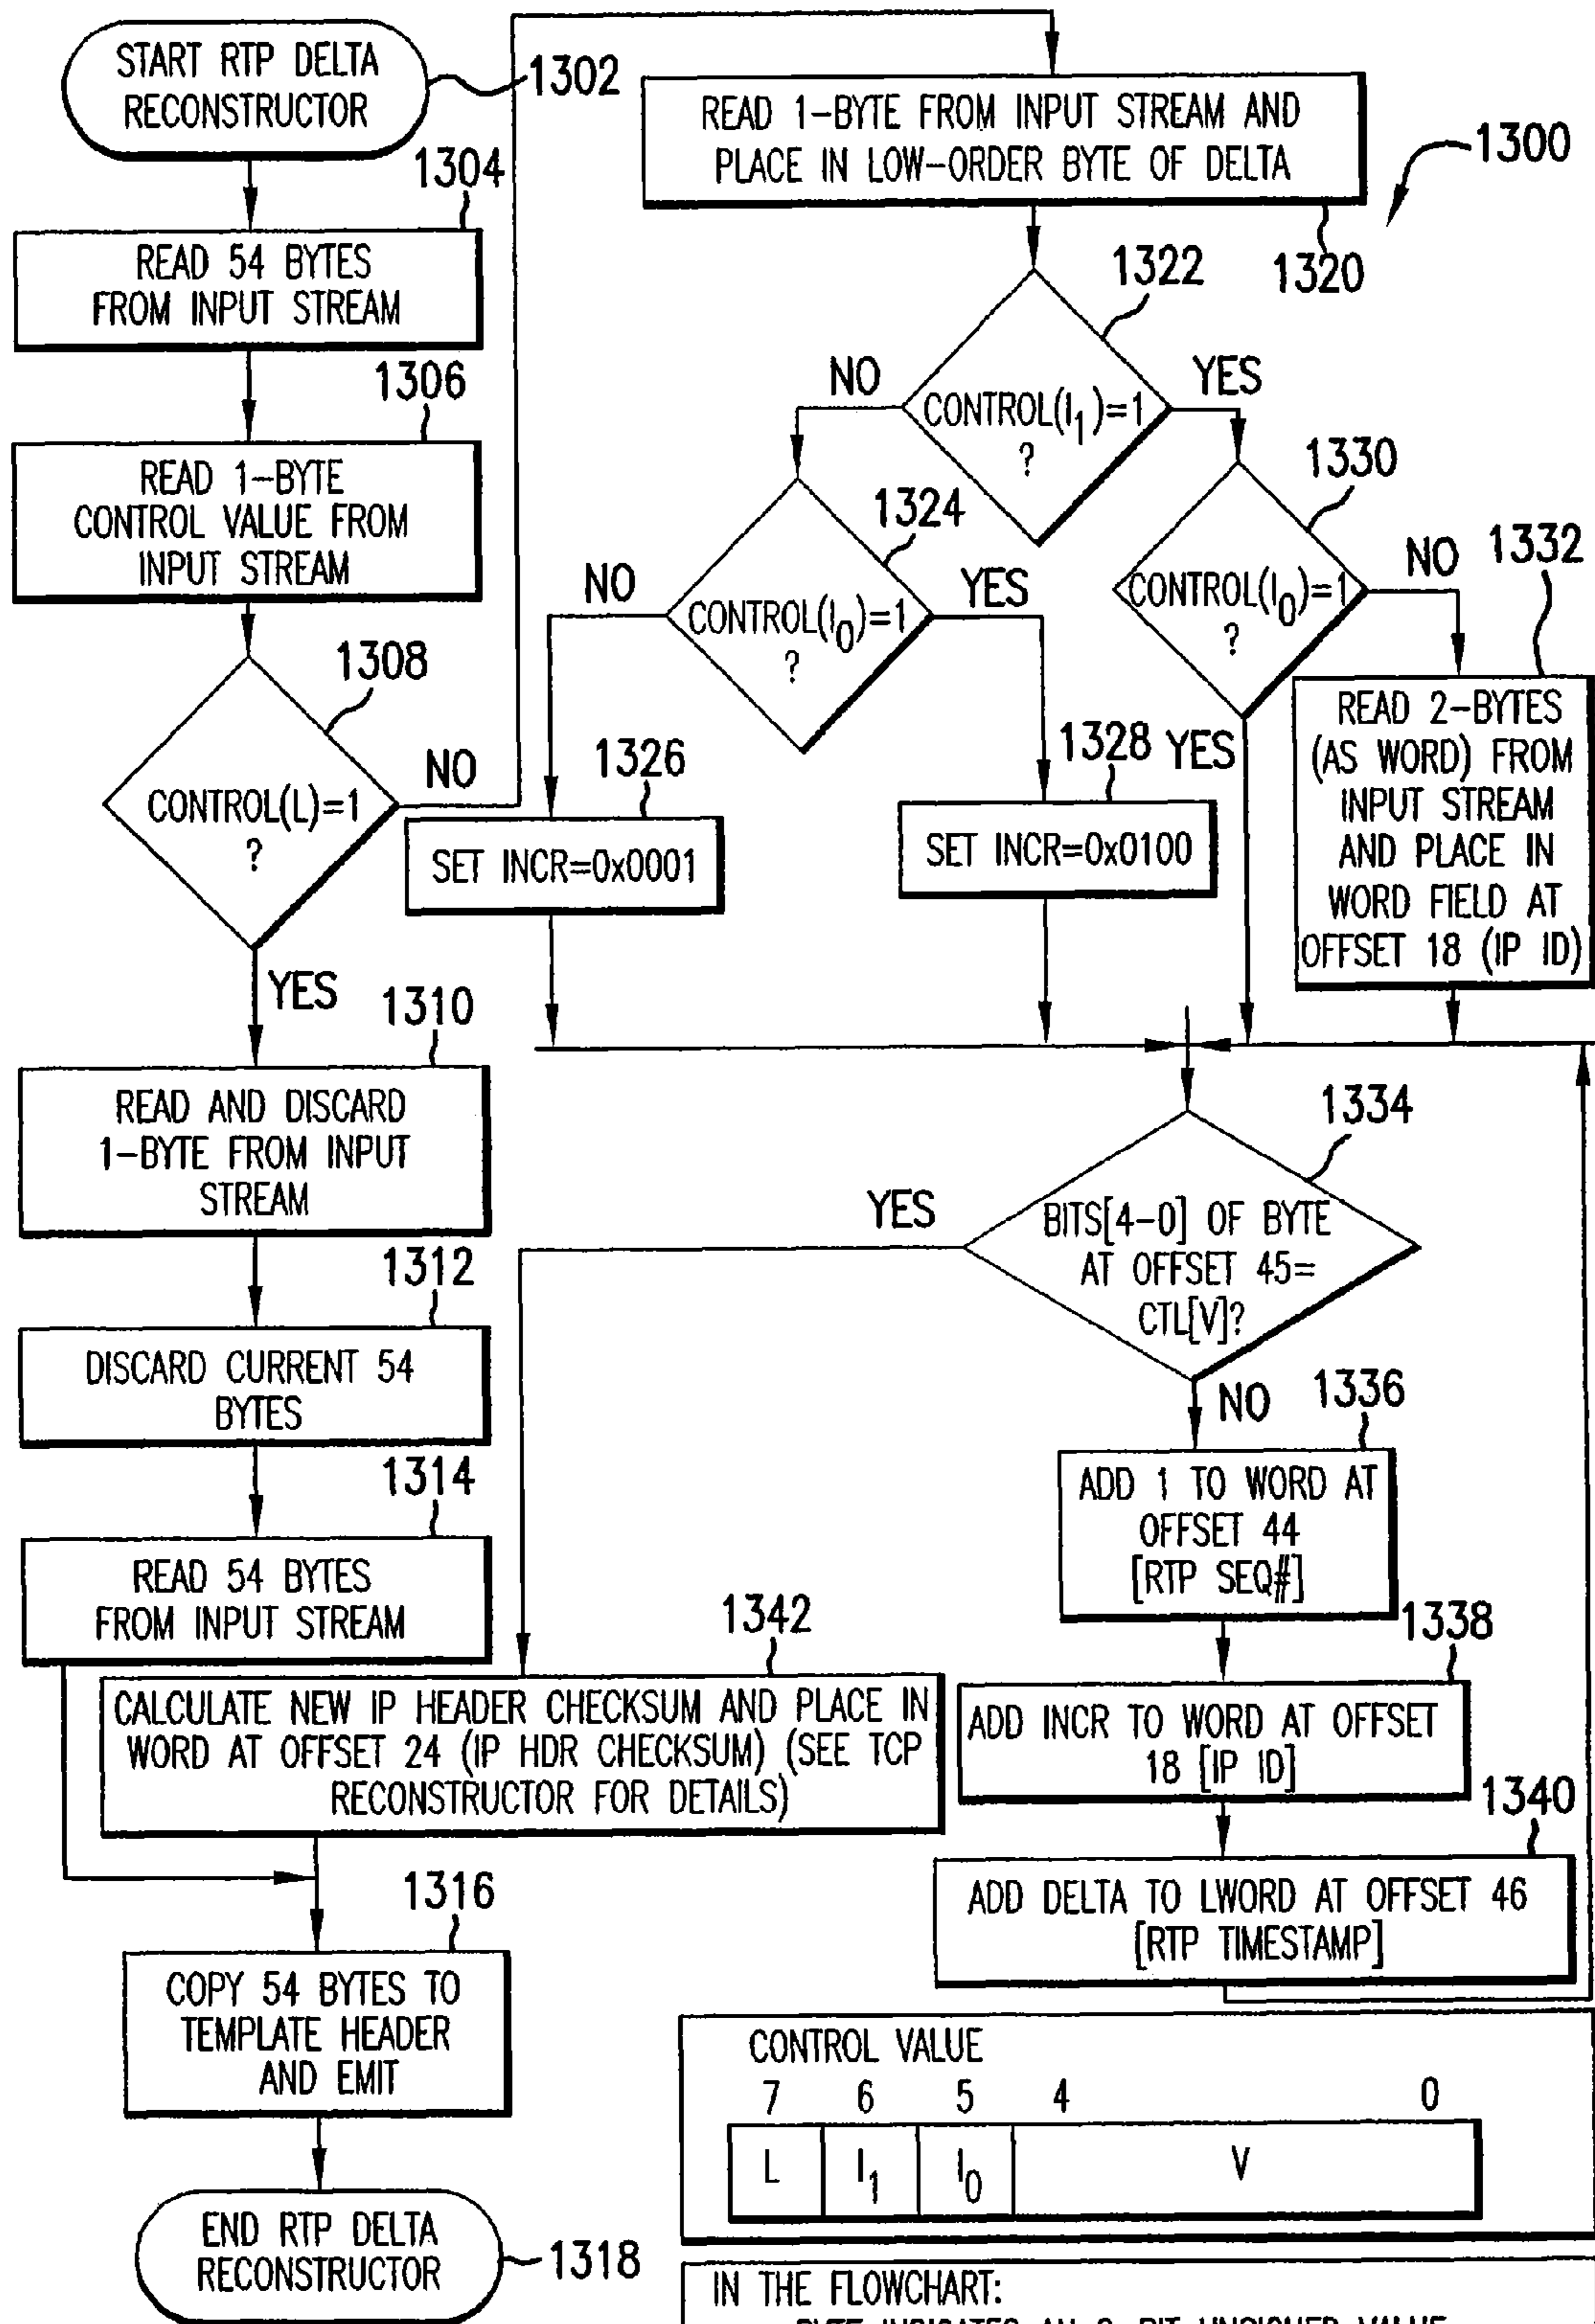 START RTP DELTA
RECONSTRUCTOR
1302
1304
READ 54 BYTES
FROM INPUT STREAM
1306
READ 1-BYTE
CONTROL VALUE FROM
INPUT STREAM
1308
CONTROL(L)=1
?
NO
YES
1310
READ AND DISCARD
1-BYTE FROM INPUT
STREAM
1312
DISCARD CURRENT 54
BYTES
1314
READ 54 BYTES
FROM INPUT STREAM
1300
READ 1-BYTE FROM INPUT STREAM AND
PLACE IN LOW-ORDER BYTE OF DELTA
1320
1322
CONTROL(I1)=1
?
NO
YES
1324
CONTROL(I0)=1
?
NO
YES
1326
SET INCR=0x0001
1328
SET INCR=0x0100
1330
CONTROL(I0)=1
?
NO
YES
1332
READ 2-BYTES
(AS WORD) FROM
INPUT STREAM
AND PLACE IN
WORD FIELD AT
OFFSET 18 (IP ID)
1334
BITS[4-0] OF BYTE
AT OFFSET 45=
CTL[V]?
YES
NO
1336
ADD 1 TO WORD AT
OFFSET 44
[RTP SEQ#]
1338
ADD INCR TO WORD AT OFFSET
18 [IP ID]
1340
ADD DELTA TO LWORD AT OFFSET 46
[RTP TIMESTAMP]
1342
CALCULATE NEW IP HEADER CHECKSUM AND PLACE IN
WORD AT OFFSET 24 (IP HDR CHECKSUM) (SEE TCP
RECONSTRUCTOR FOR DETAILS)
1316
COPY 54 BYTES TO
TEMPLATE HEADER
AND EMIT
END RTP DELTA
RECONSTRUCTOR
1318
CONTROL VALUE
7 6 5 4 0
L I1 I0 V
IN THE FLOWCHART:
BYTE INDICATES AN 8-BIT UNSIGNED VALUE